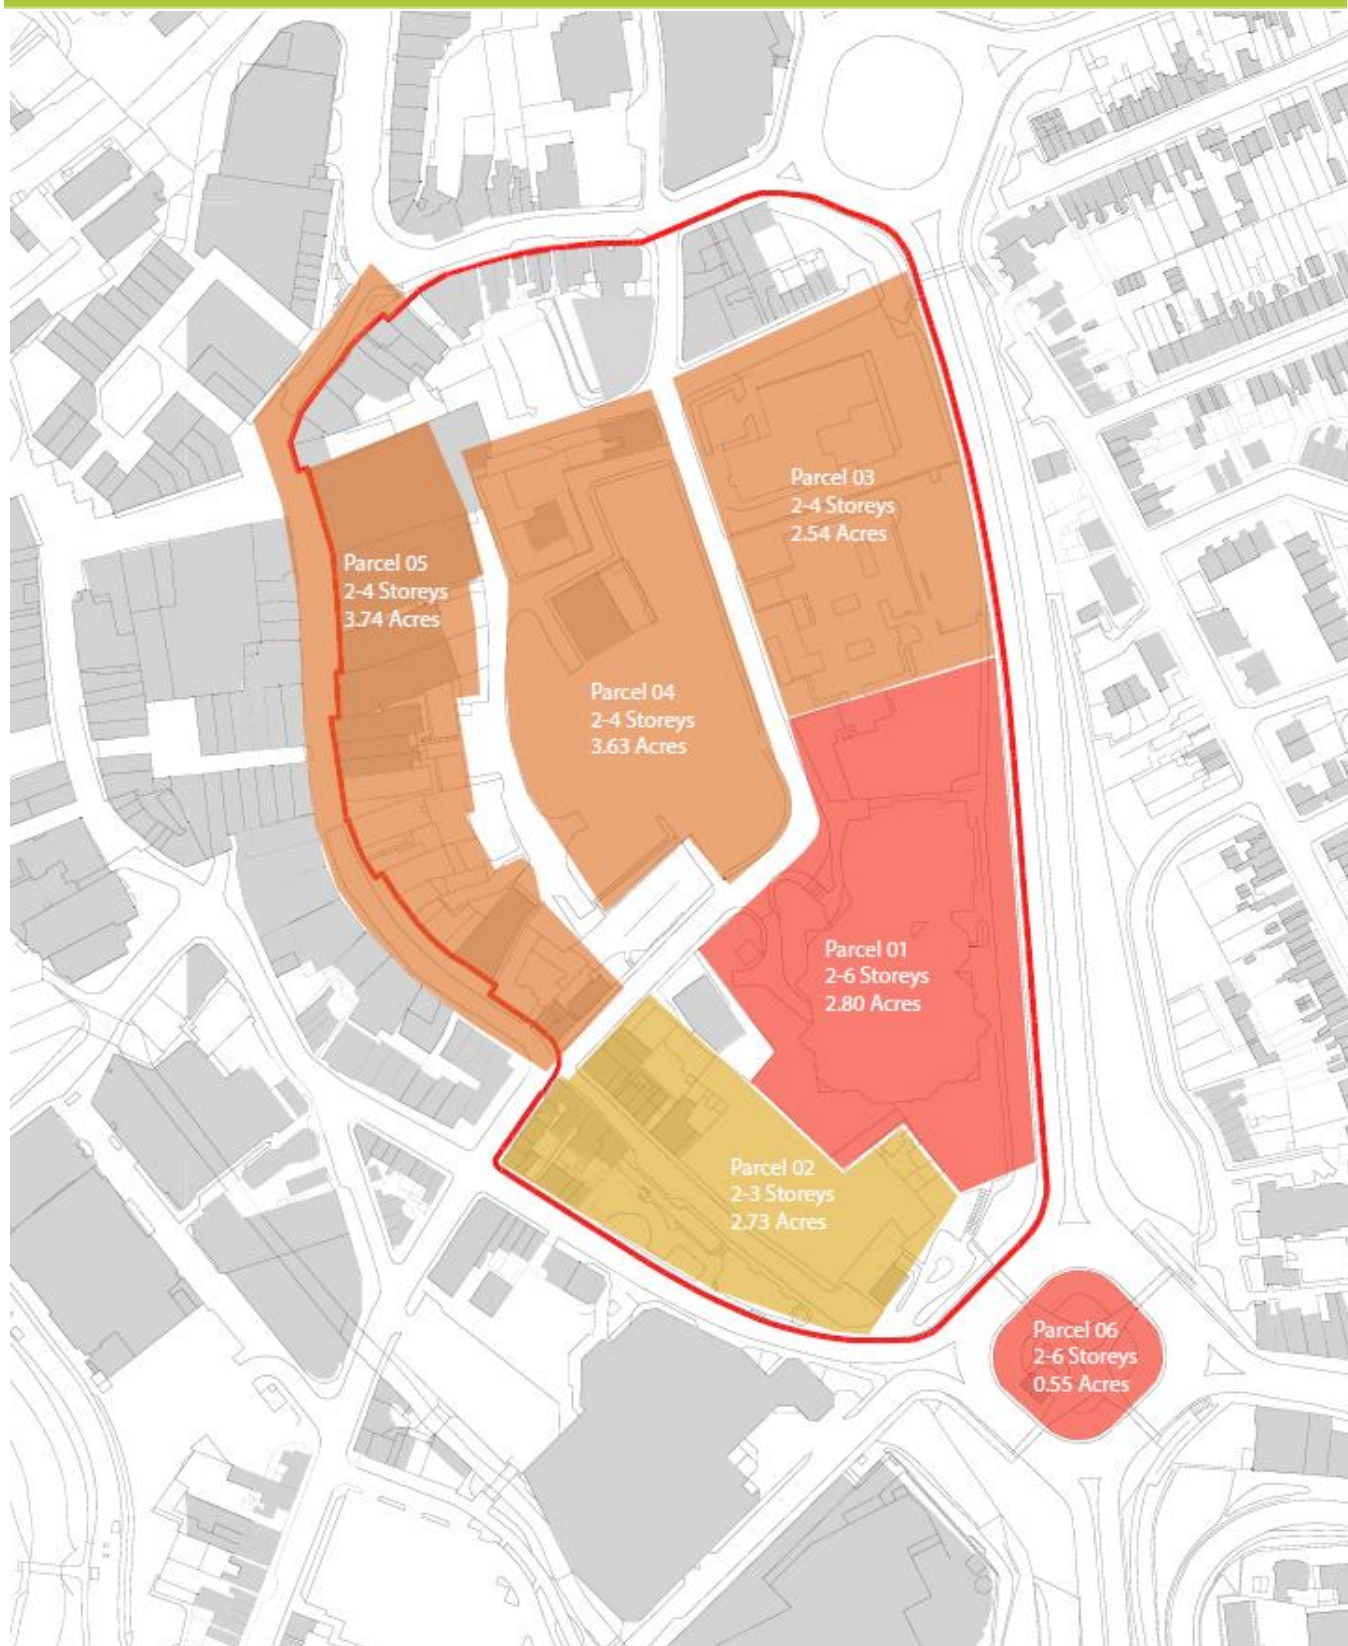 Parcel 03
2-4 Storeys
2.54 Acres
Parcel 05
2-4 Storeys
3.74 Acres
Parcel 04
2-4 Storeys
3.63 Acres
Parcel 01
2-6 Storeys
2.80 Acres
Parcel 02
2-3 Storeys
2.73 Acres
Parcel 06
2-6 Storeys
0.55 Acres